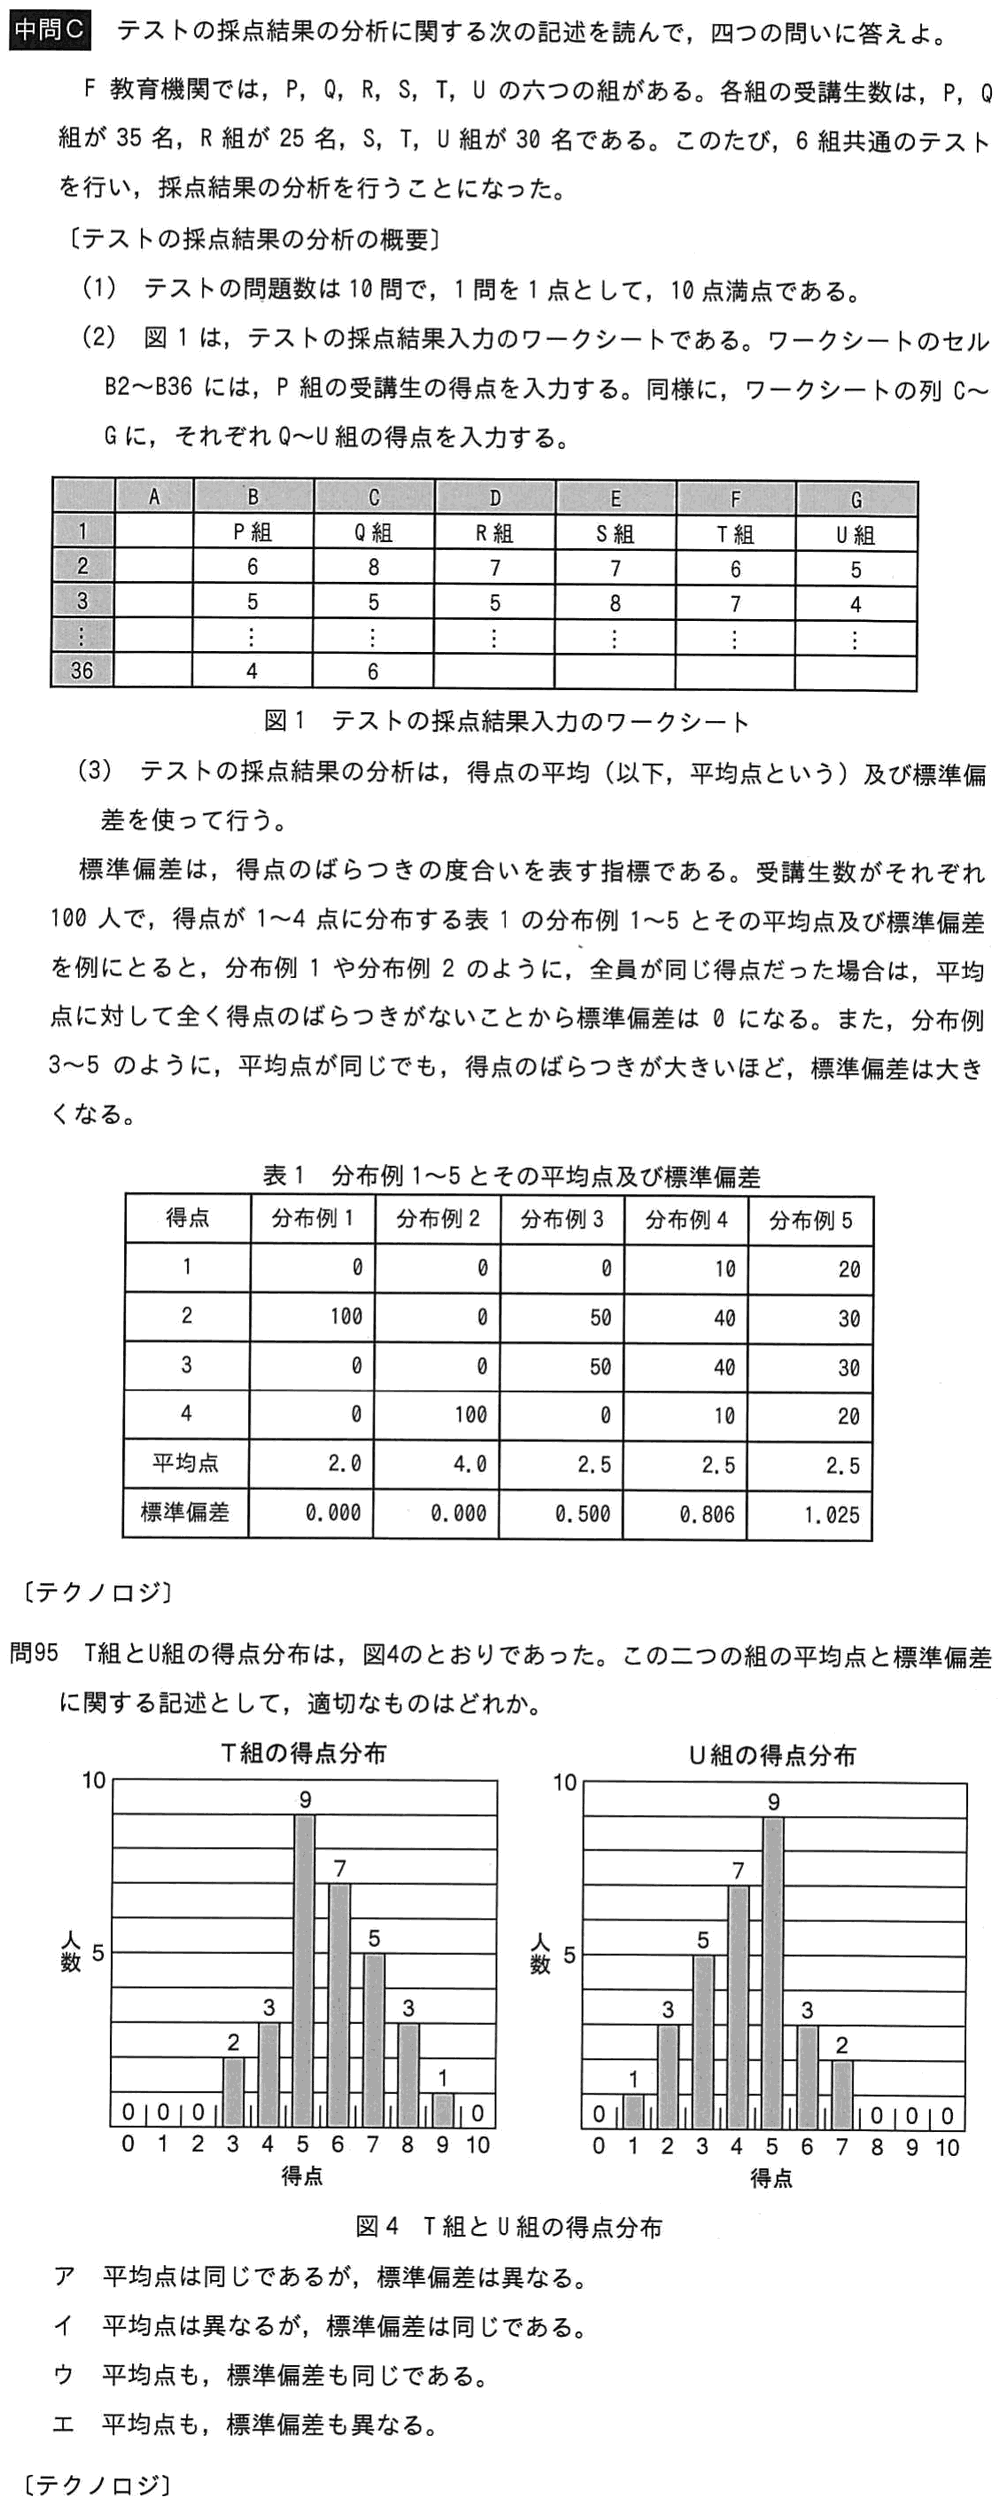 中問C テストの採点結果の分析に関する次の記述を読んで，四つの問いに答えよ。
F 教育機関では，P，Q，R，S，T，U の六つの組がある。各組の受講生数は，P，Q
組が 35 名，R 組が 25 名，S，T，U 組が 30 名である。このたび，6 組共通のテスト
を行い，採点結果の分析を行うことになった。
〔テストの採点結果の分析の概要〕
(1) テストの問題数は 10 問で，1 問を 1 点として，10 点満点である。
(2) 図 1 は，テストの採点結果入力のワークシートである。ワークシートのセル
B2～B36 には，P 組の受講生の得点を入力する。同様に，ワークシートの列 C～
G に，それぞれ Q～U 組の得点を入力する。
A B C D E F G
1 P 組 Q 組 R 組 S 組 T 組 U 組
2 6 8 7 7 6 5
3 5 5 5 8 7 4
⋮ ⋮ ⋮ ⋮ ⋮ ⋮ ⋮
36 4 6
図 1 テストの採点結果入力のワークシート
(3) テストの採点結果の分析は，得点の平均（以下，平均点という）及び標準偏
差を使って行う。
標準偏差は，得点のばらつきの度合いを表す指標である。受講生数がそれぞれ
100 人で，得点が 1～4 点に分布する表 1 の分布例 1～5 とその平均点及び標準偏差
を例にとると，分布例 1 や分布例 2 のように，全員が同じ得点だった場合は，平均
点に対して全く得点のばらつきがないことから標準偏差は 0 になる。また，分布例
3～5 のように，平均点が同じでも，得点のばらつきが大きいほど，標準偏差は大き
くなる。
表 1 分布例 1～5 とその平均点及び標準偏差
得点 分布例 1 分布例 2 分布例 3 分布例 4 分布例 5
1 0 0 0 10 20
2 100 0 50 40 30
3 0 0 50 40 30
4 0 100 0 10 20
平均点 2.0 4.0 2.5 2.5 2.5
標準偏差 0.000 0.000 0.500 0.806 1.025
〔テクノロジ〕
問95 T組とU組の得点分布は，図4のとおりであった。この二つの組の平均点と標準偏差
に関する記述として，適切なものはどれか。
T組の得点分布
10
人数
5
9
7
5
3
3
2
1
0 0 0 0
0 1 2 3 4 5 6 7 8 9 10
得点
U組の得点分布
10
人数
5
9
7
5
3
3
2
1
0 0 0 0
0 1 2 3 4 5 6 7 8 9 10
得点
図 4 T 組と U 組の得点分布
ア 平均点は同じであるが，標準偏差は異なる。
イ 平均点は異なるが，標準偏差は同じである。
ウ 平均点も，標準偏差も同じである。
エ 平均点も，標準偏差も異なる。
〔テクノロジ〕